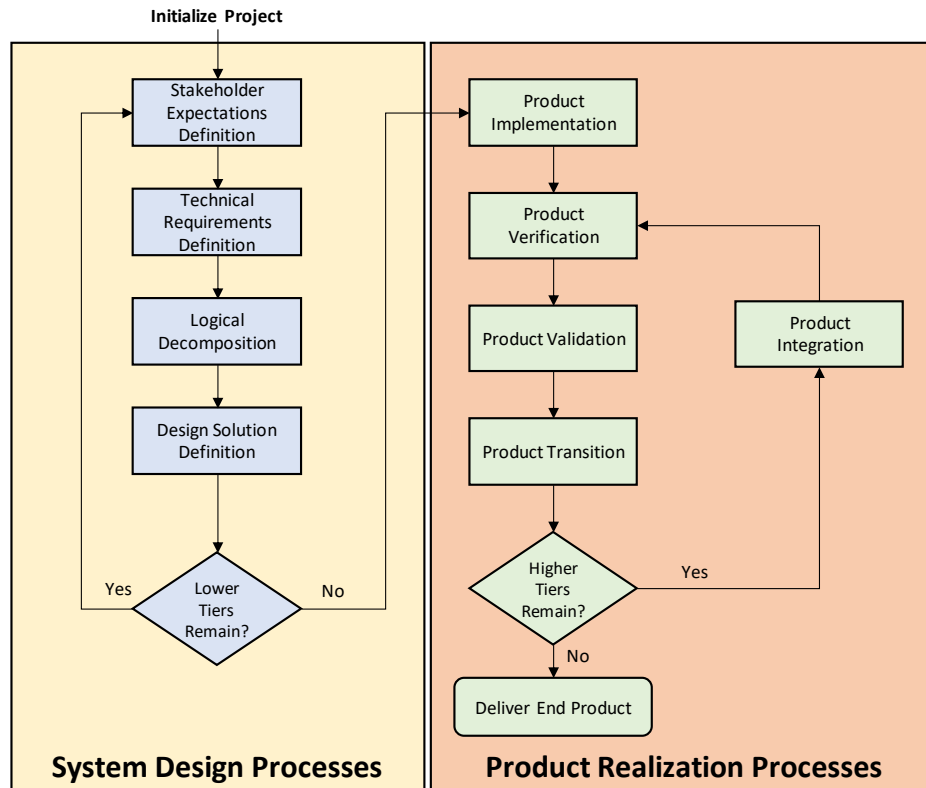 Initialize Project
Stakeholder
Expectations
Definition
Technical
Requirements
Definition
Logical
Decomposition
Design Solution
Definition
Yes
Lower
Tiers
Remain?
No
System Design Processes
Product
Implementation
Product
Verification
Product Validation
Product
Integration
Product Transition
Higher
Tiers
Remain?
Yes
No
Deliver End Product
Product Realization Processes